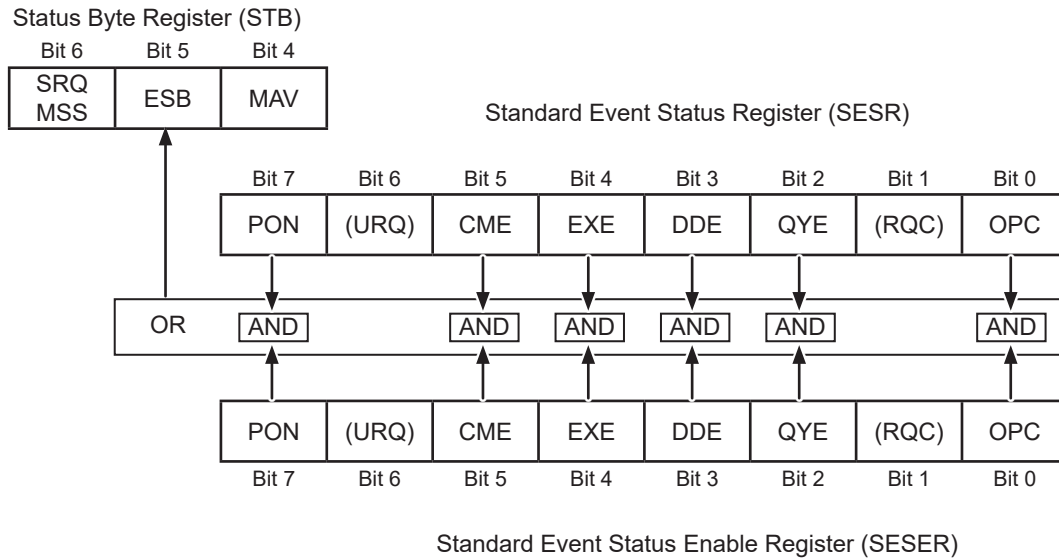 Status Byte Register (STB)
Bit 6 Bit 5 Bit 4
SRQ
MSS ESB MAV
Standard Event Status Register (SESR)
Bit 7 Bit 6 Bit 5 Bit 4 Bit 3 Bit 2 Bit 1 Bit 0
PON (URQ) CME EXE DDE QYE (RQC) OPC
OR AND AND AND AND AND AND
PON (URQ) CME EXE DDE QYE (RQC) OPC
Bit 7 Bit 6 Bit 5 Bit 4 Bit 3 Bit 2 Bit 1 Bit 0
Standard Event Status Enable Register (SESER)